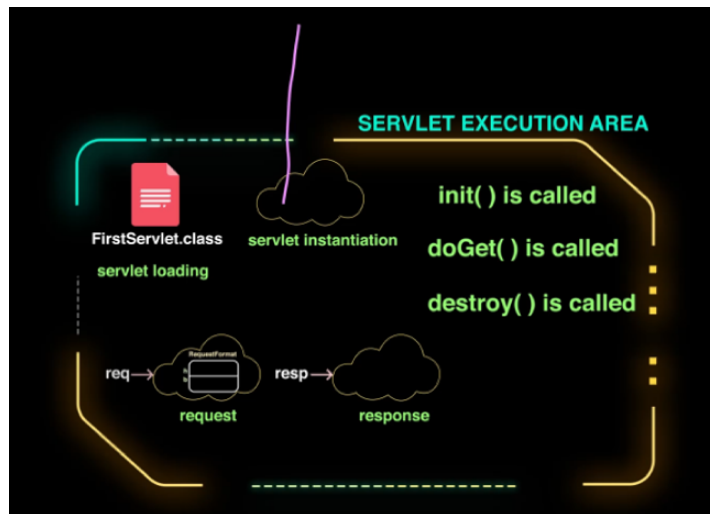 SERVLET EXECUTION AREA
FirstServlet.class
servlet loading
servlet instantiation
init( ) is called
doGet( ) is called
destroy( ) is called
req
RequestFormat
h
b
request
resp
response